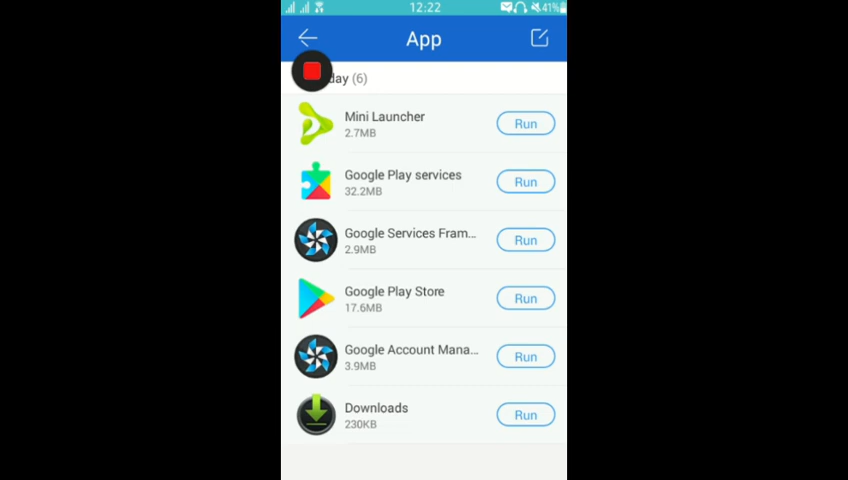 12:22
41%
App
day (6)
Mini Launcher
2.7MB
Run
Google Play services
32.2MB
Run
Google Services Fram...
2.9MB
Run
Google Play Store
17.6MB
Run
Google Account Mana...
3.9MB
Run
Downloads
230KB
Run